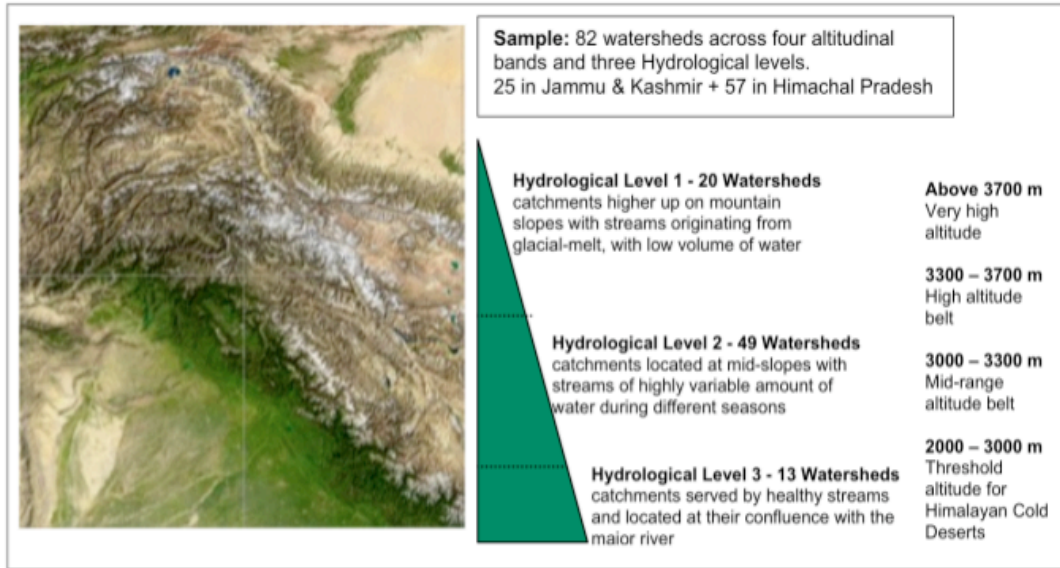 Sample: 82 watersheds across four altitudinal
bands and three Hydrological levels.
25 in Jammu & Kashmir + 57 in Himachal Pradesh
Hydrological Level 1 - 20 Watersheds
catchments higher up on mountain
slopes with streams originating from
glacial-melt, with low volume of water
Hydrological Level 2 - 49 Watersheds
catchments located at mid-slopes with
streams of highly variable amount of
water during different seasons
Hydrological Level 3 - 13 Watersheds
catchments served by healthy streams
and located at their confluence with the
major river
Above 3700 m
Very high
altitude
3300 – 3700 m
High altitude
belt
3000 – 3300 m
Mid-range
altitude belt
2000 – 3000 m
Threshold
altitude for
Himalayan Cold
Deserts